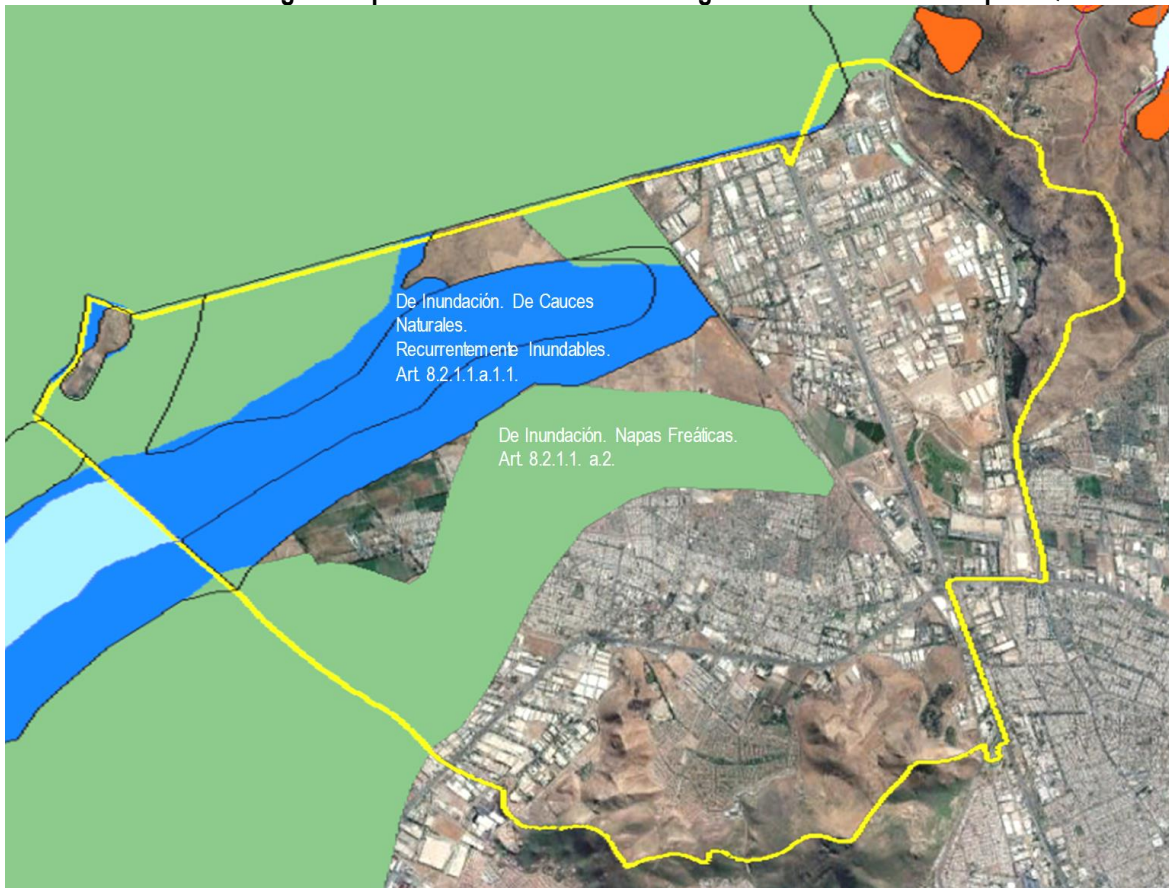 De Inundación. De Cauces
Naturales.
Recurrentemente Inundables.
Art. 8.2.1.1.a.1.1.
De Inundación. Napas Freáticas.
Art. 8.2.1.1. a.2.